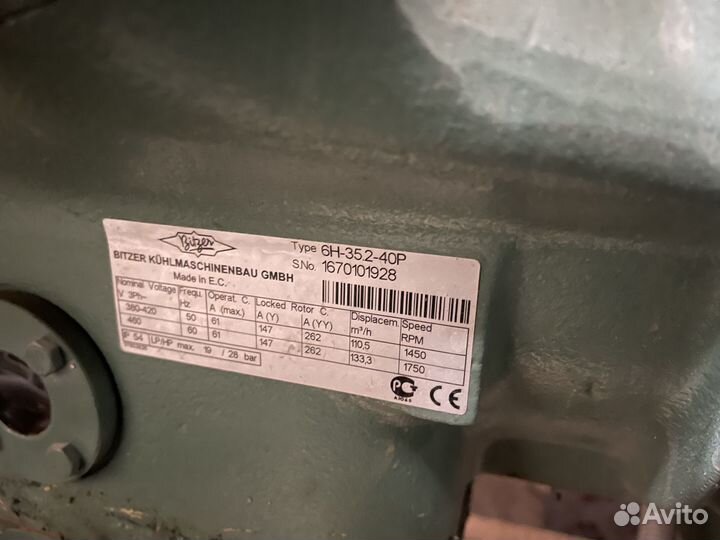 Bitzer
Type 6H-35.2-40P
BITZER KÜHLMASCHINENBAU GMBH
S.No. 1670101928
Made in E.C.
Nominal Voltage Frequ. Operat. C. Locked Rotor C. Displacem. Speed
V 3Ph~ Hz A (max.) A (Y) A (YY) m³/h RPM
380-420 50 61 147 262 110,5 1450
460 60 61 147 262 133,3 1750
IP 54 LP/HP max. 19 / 28 bar
CE
Avito